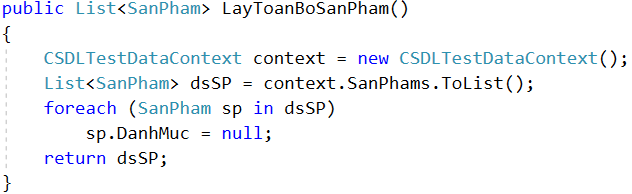 public List<SanPham> LayToanBoSanPham()
{
    CSDLTestDataContext context = new CSDLTestDataContext();
    List<SanPham> dsSP = context.SanPhams.ToList();
    foreach (SanPham sp in dsSP)
        sp.DanhMuc = null;
    return dsSP;
}